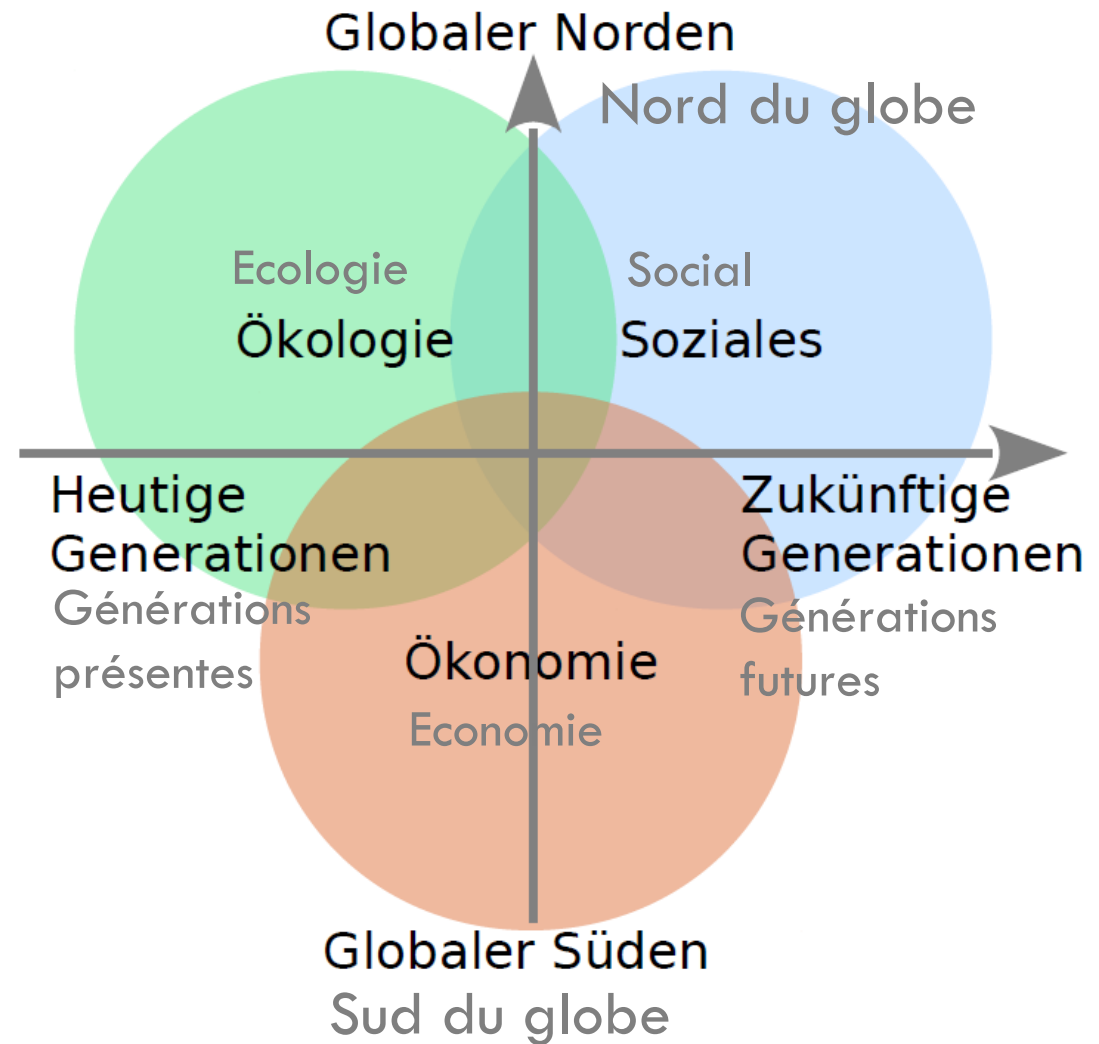 Globaler Norden
Nord du globe
Ecologie
Ökologie
Social
Soziales
Heutige
Generationen
Générations
présentes
Zukünftige
Generationen
Générations
futures
Ökonomie
Economie
Globaler Süden
Sud du globe